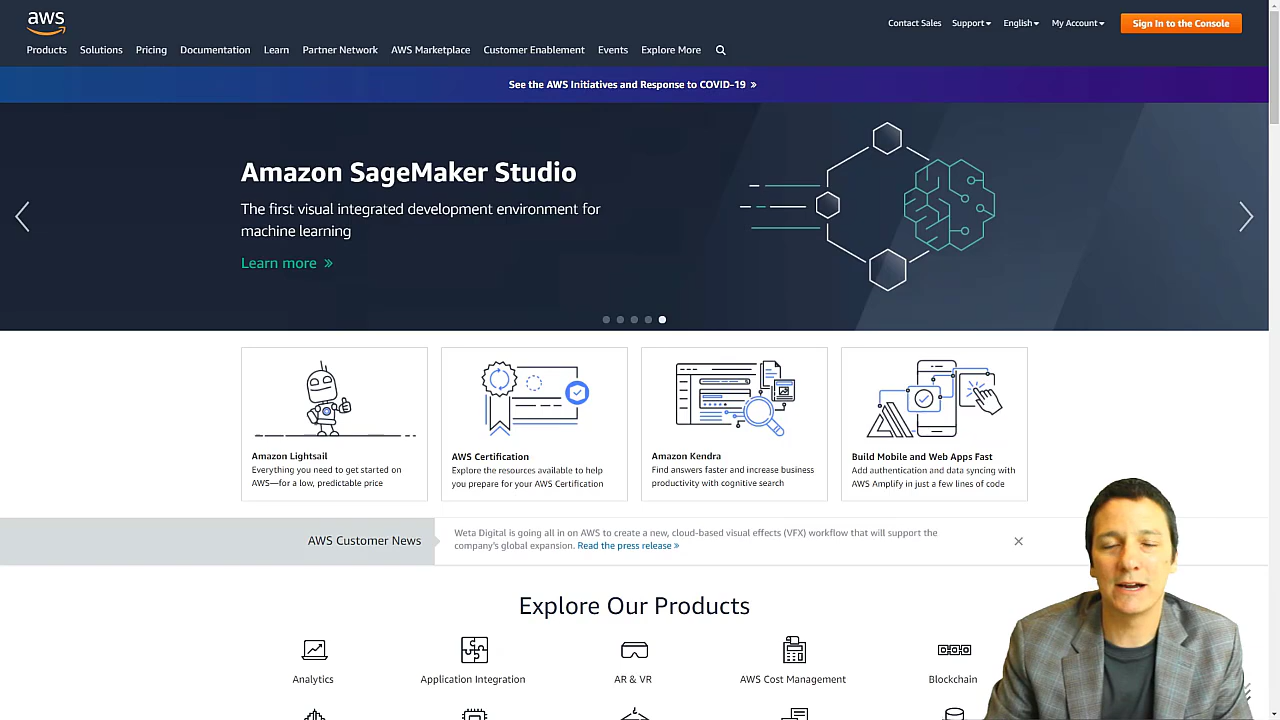 aws
Contact Sales Support English My Account Sign In to the Console
Products Solutions Pricing Documentation Learn Partner Network AWS Marketplace Customer Enablement Events Explore More
See the AWS Initiatives and Response to COVID-19 »
Amazon SageMaker Studio
The first visual integrated development environment for
machine learning
Learn more »
Amazon Lightsail
Everything you need to get started on
AWS—for a low, predictable price
AWS Certification
Explore the resources available to help
you prepare for your AWS Certification
Amazon Kendra
Find answers faster and increase business
productivity with cognitive search
Build Mobile and Web Apps Fast
Add authentication and data syncing with
AWS Amplify in just a few lines of code
AWS Customer News
Weta Digital is going all in on AWS to create a new, cloud-based visual effects (VFX) workflow that will support the
company's global expansion. Read the press release »
Explore Our Products
Analytics
Application Integration
AR & VR
AWS Cost Management
Blockchain